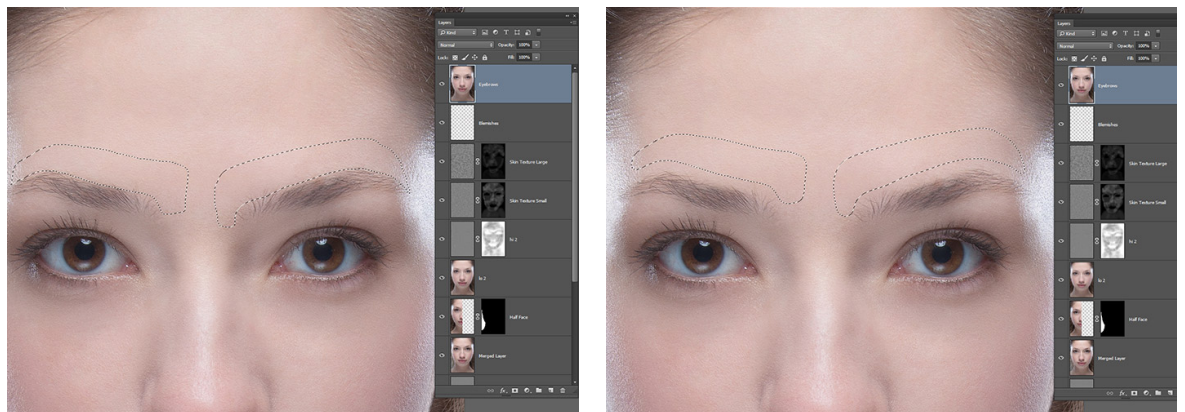 Layers
Kind
Normal Opacity: 100%
Lock: Fill: 100%
Eyebrows
Blemishes
Skin Texture Large
Skin Texture Small
hi 2
lo 2
Half Face
Merged Layer
fx
Layers
Kind
Normal Opacity: 100%
Lock: Fill: 100%
Eyebrows
Blemishes
Skin Texture Large
Skin Texture Small
hi 2
lo 2
Half Face
Merged Layer
fx